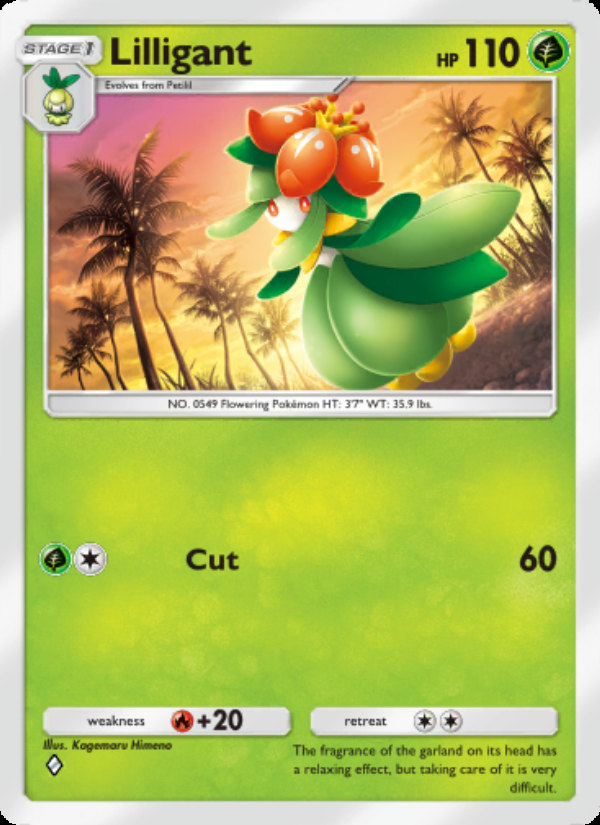 STAGE 1
Lilligant
HP 110
Evolves from Petilil
NO. 0549 Flowering Pokémon HT: 3'7" WT: 35.9 lbs.
Cut 60
weakness +20
retreat
Illus. Kagemaru Himeno
The fragrance of the garland on its head has
a relaxing effect, but taking care of it is very
difficult.